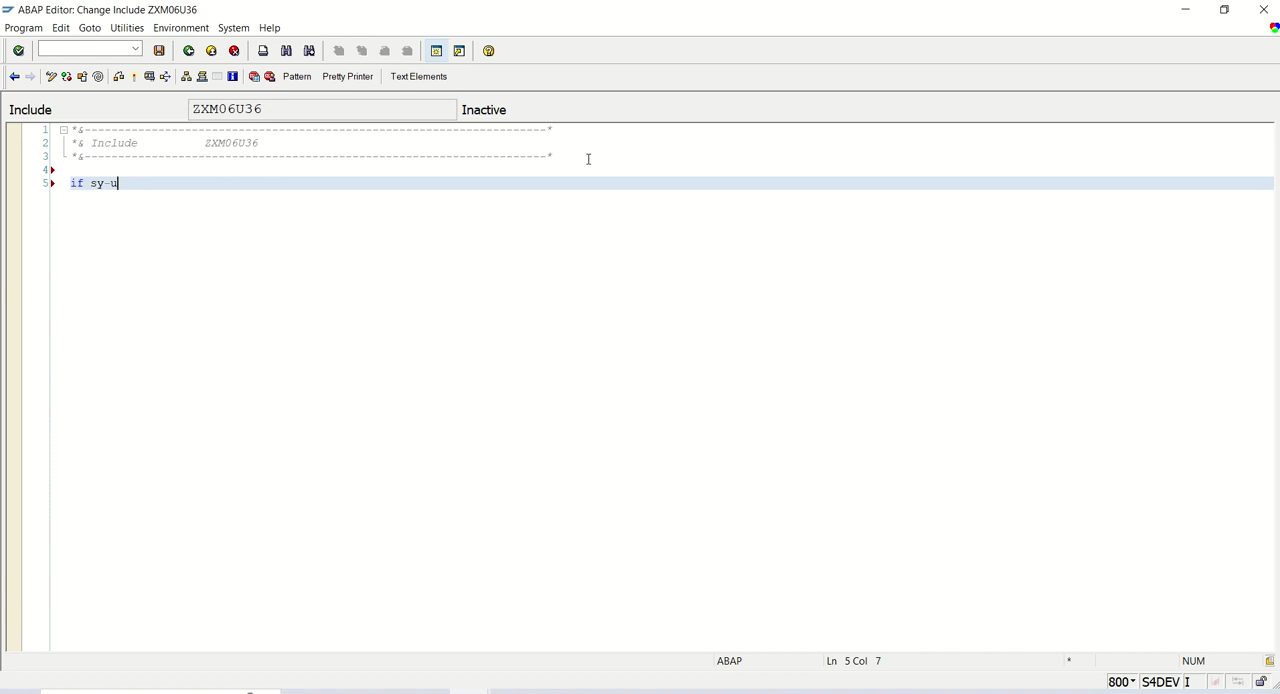 ABAP Editor: Change Include ZXM06U36
Program Edit Goto Utilities Environment System Help
Pattern Pretty Printer Text Elements
Include ZXM06U36 Inactive
1 *&---------------------------------------------------------------------*
2 *& Include ZXM06U36
3 *&---------------------------------------------------------------------*
4
5 if sy-u
ABAP Ln 5 Col 7 * NUM
800 S4DEV I